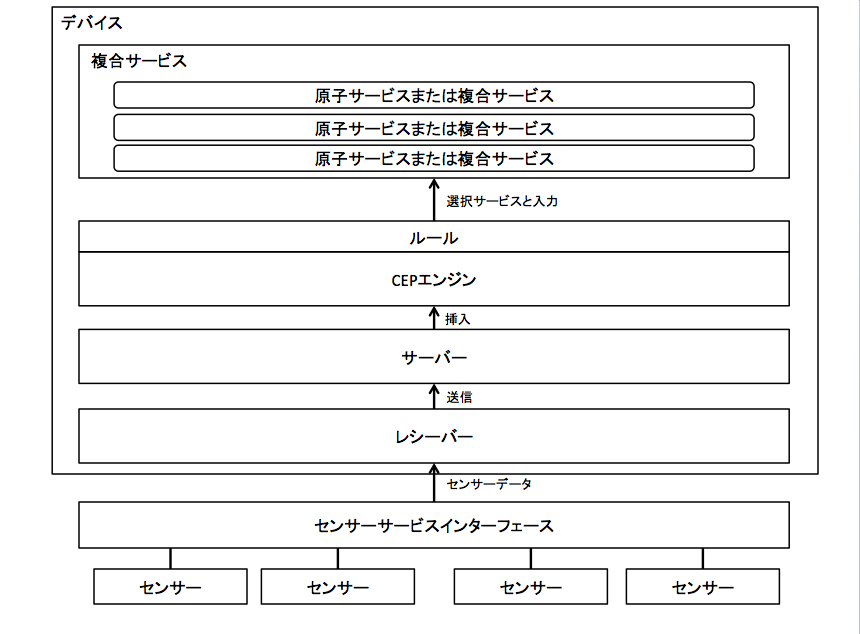 デバイス
複合サービス
原子サービスまたは複合サービス
原子サービスまたは複合サービス
原子サービスまたは複合サービス
選択サービスと入力
ルール
CEPエンジン
挿入
サーバー
送信
レシーバー
センサーデータ
センサーサービスインターフェース
センサー
センサー
センサー
センサー